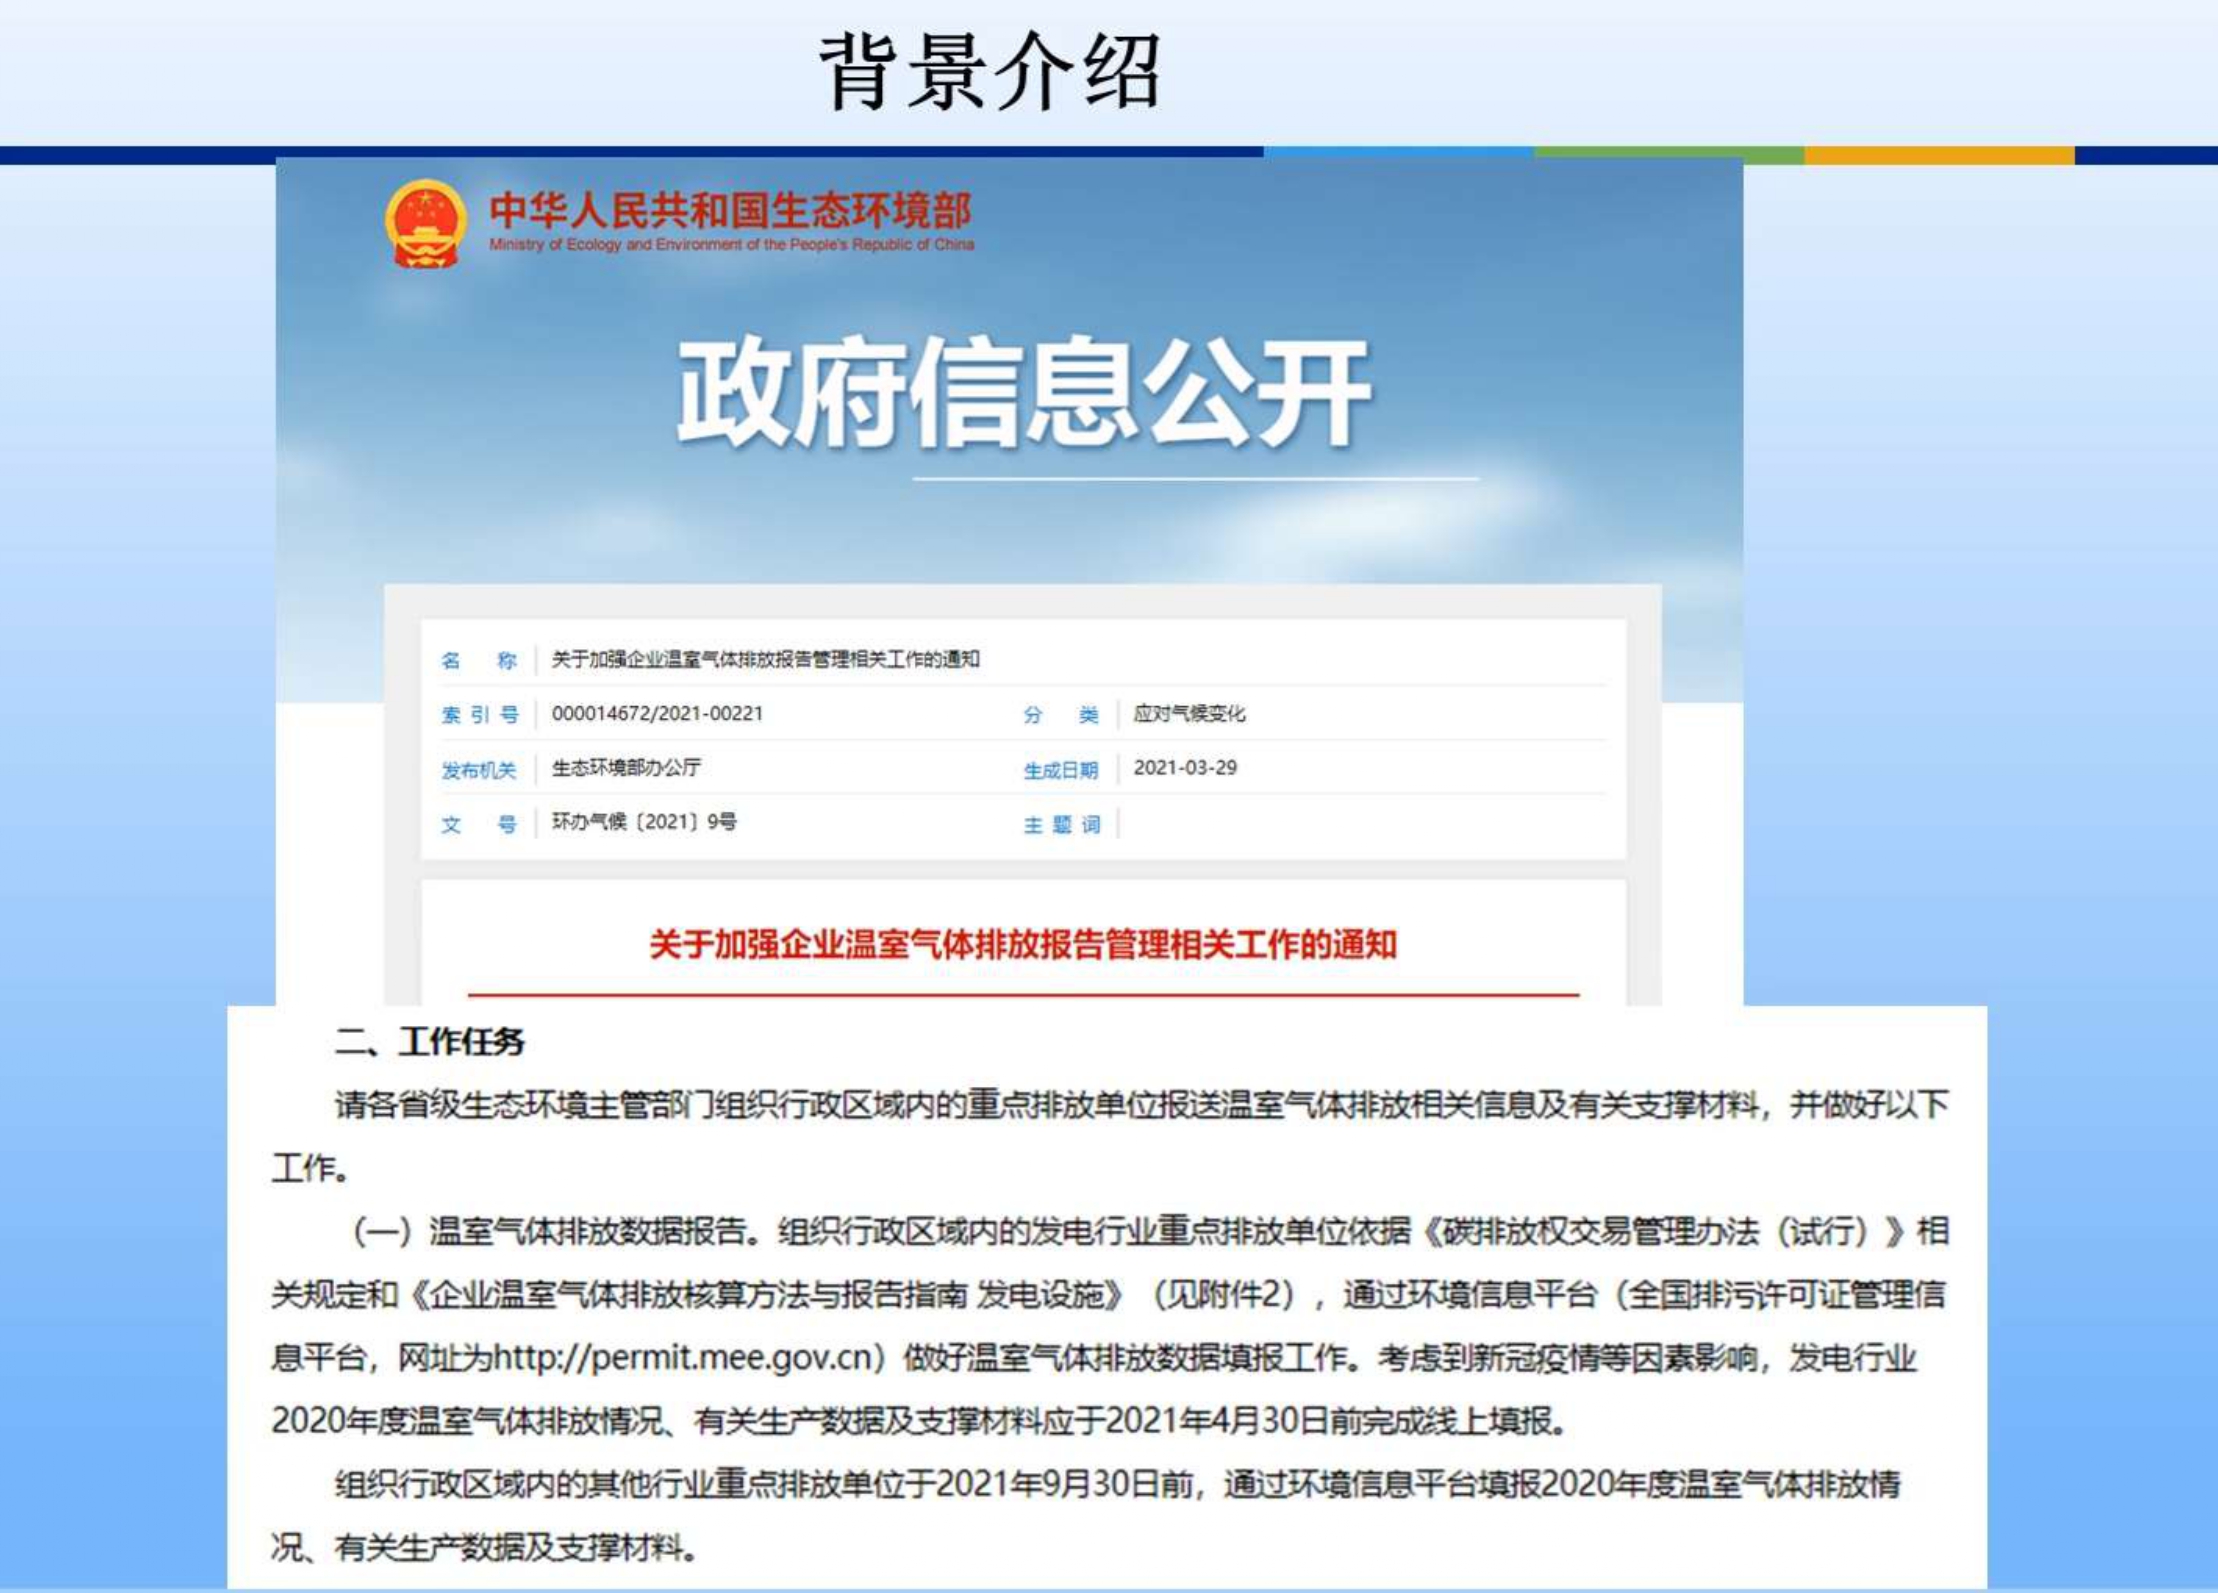 背景介绍
中华人民共和国生态环境部
Ministry of Ecology and Environment of the People's Republic of China
政府信息公开
名 称 关于加强企业温室气体排放报告管理相关工作的通知
索 引 号 000014672/2021-00221 分 类 应对气候变化
发布机关 生态环境部办公厅 生成日期 2021-03-29
文 号 环办气候〔2021〕9号 主 题 词
关于加强企业温室气体排放报告管理相关工作的通知
二、工作任务
请各省级生态环境主管部门组织行政区域内的重点排放单位报送温室气体排放相关信息及有关支撑材料，并做好以下
工作。
（一）温室气体排放数据报告。组织行政区域内的发电行业重点排放单位依据《碳排放权交易管理办法（试行）》相
关规定和《企业温室气体排放核算方法与报告指南 发电设施》（见附件2），通过环境信息平台（全国排污许可证管理信
息平台，网址为http://permit.mee.gov.cn）做好温室气体排放数据填报工作。考虑到新冠疫情等因素影响，发电行业
2020年度温室气体排放情况、有关生产数据及支撑材料应于2021年4月30日前完成线上填报。
组织行政区域内的其他行业重点排放单位于2021年9月30日前，通过环境信息平台填报2020年度温室气体排放情
况、有关生产数据及支撑材料。